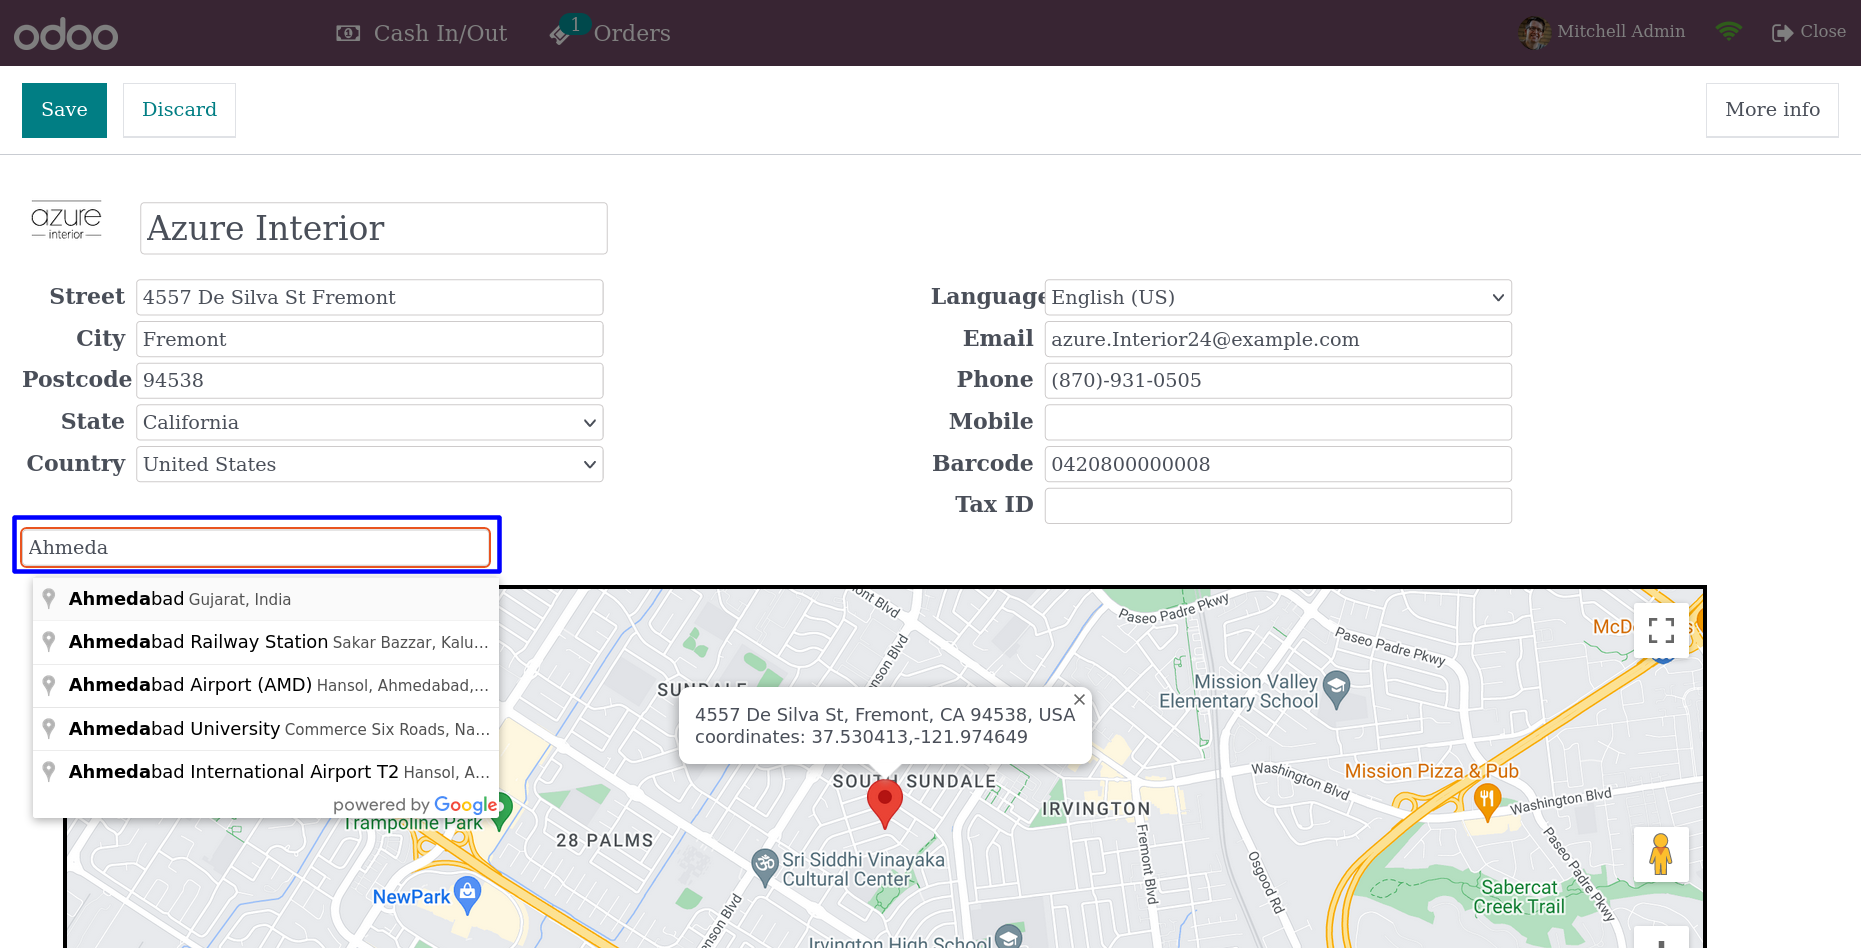 odoo
Cash In/Out
1
Orders
Mitchell Admin
Close
Save
Discard
More info
azure
interior
Azure Interior
Street 4557 De Silva St Fremont
City Fremont
Postcode 94538
State California
Country United States
Language English (US)
Email azure.Interior24@example.com
Phone (870)-931-0505
Mobile
Barcode 0420800000008
Tax ID
Ahmeda
Ahmedabad Gujarat, India
Ahmedabad Railway Station Sakar Bazzar, Kalu...
Ahmedabad Airport (AMD) Hansol, Ahmedabad,...
Ahmedabad University Commerce Six Roads, Na...
Ahmedabad International Airport T2 Hansol, A...
powered by Google
Trampoline Park
28 PALMS
NewPark
SUNDALE
4557 De Silva St, Fremont, CA 94538, USA
coordinates: 37.530413,-121.974649
SOUTH SUNDALE
IRVINGTON
Sri Siddhi Vinayaka
Cultural Center
Irvington High School
Fremont Blvd
Osgood Rd
Paseo Padre Pkwy
Paseo Padre Pkwy
Mission Valley
Elementary School
Washington Blvd
Mission Pizza & Pub
Washington Blvd
Paseo Padre Pkwy
Sabercat
Creek Trail